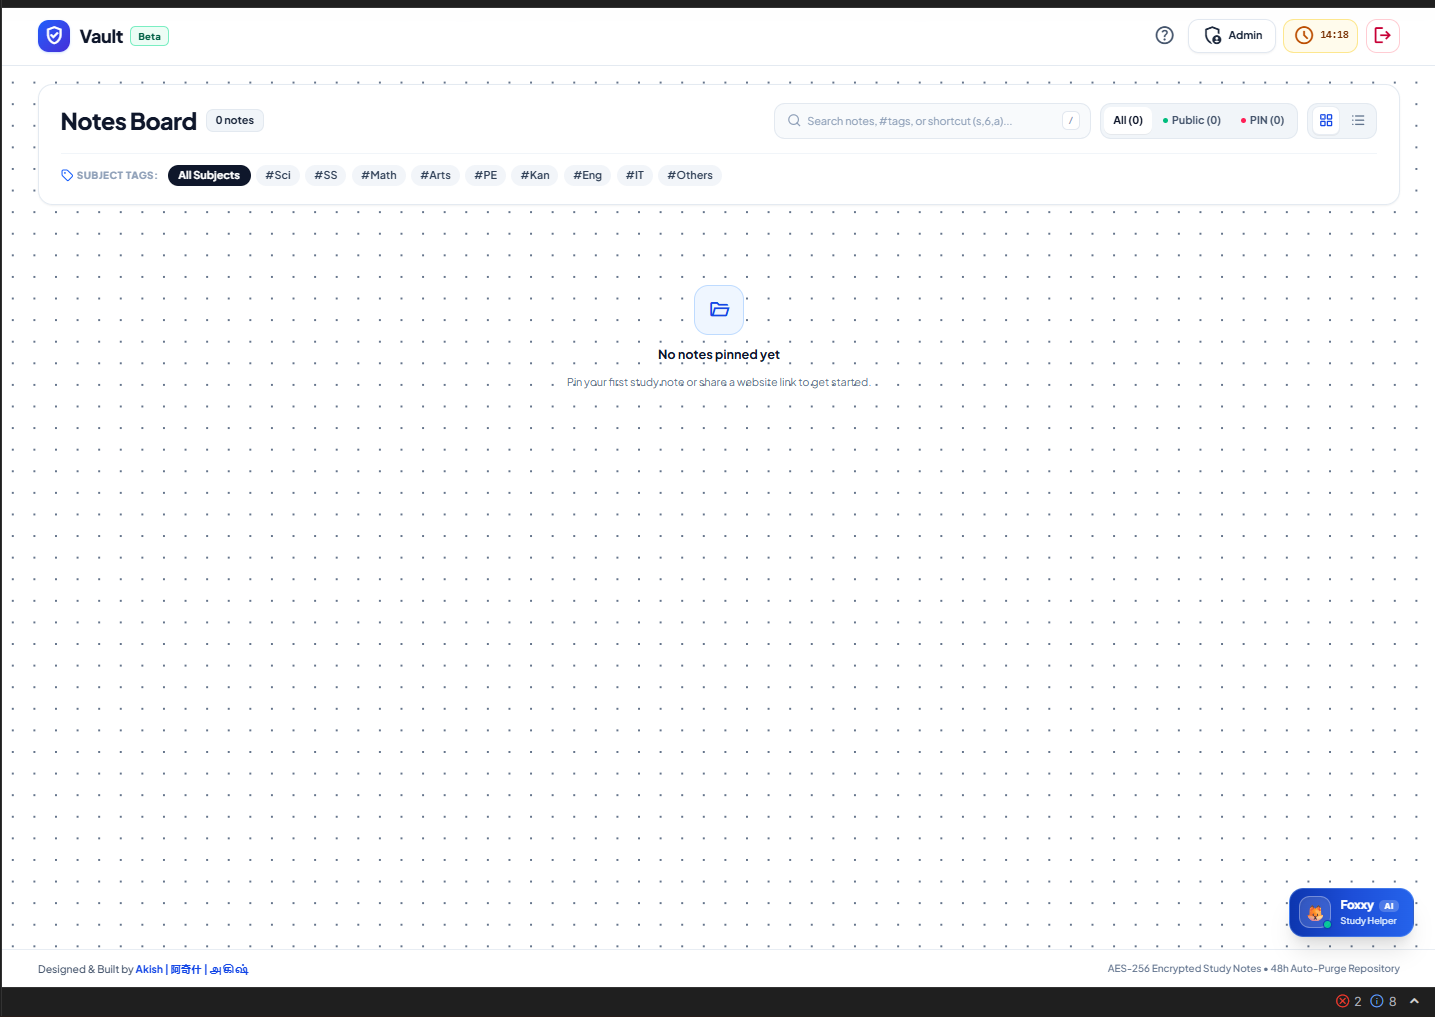 Vault Beta
Admin 14:18
Notes Board 0 notes
Search notes, #tags, or shortcut (s,6,a)... /
All (0) Public (0) PIN (0)
SUBJECT TAGS: All Subjects #Sci #SS #Math #Arts #PE #Kan #Eng #IT #Others
No notes pinned yet
Pin your first study note or share a website link to get started.
Foxxy AI
Study Helper
Designed & Built by Akish | 阿奇什 | அகிஷ்
AES-256 Encrypted Study Notes • 48h Auto-Purge Repository
2 8